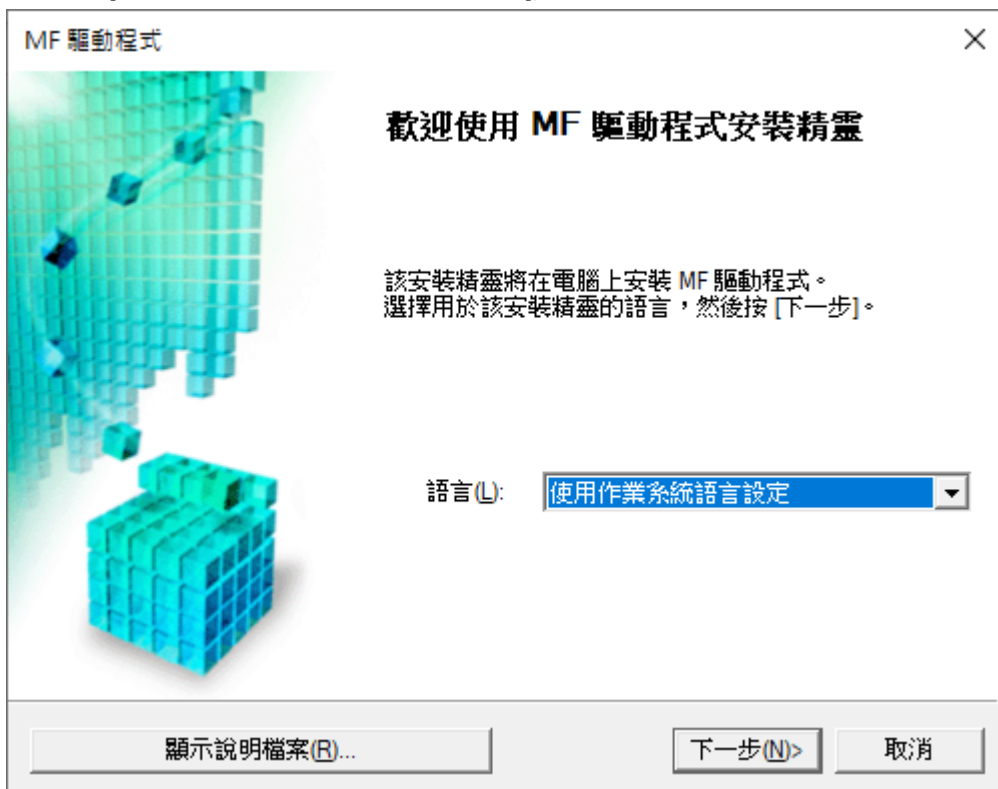 MF 驅動程式
歡迎使用 MF 驅動程式安裝精靈
該安裝精靈將在電腦上安裝 MF 驅動程式。
選擇用於該安裝精靈的語言，然後按 [下一步]。
語言(L): 使用作業系統語言設定
顯示說明檔案(R)... 下一步(N)> 取消